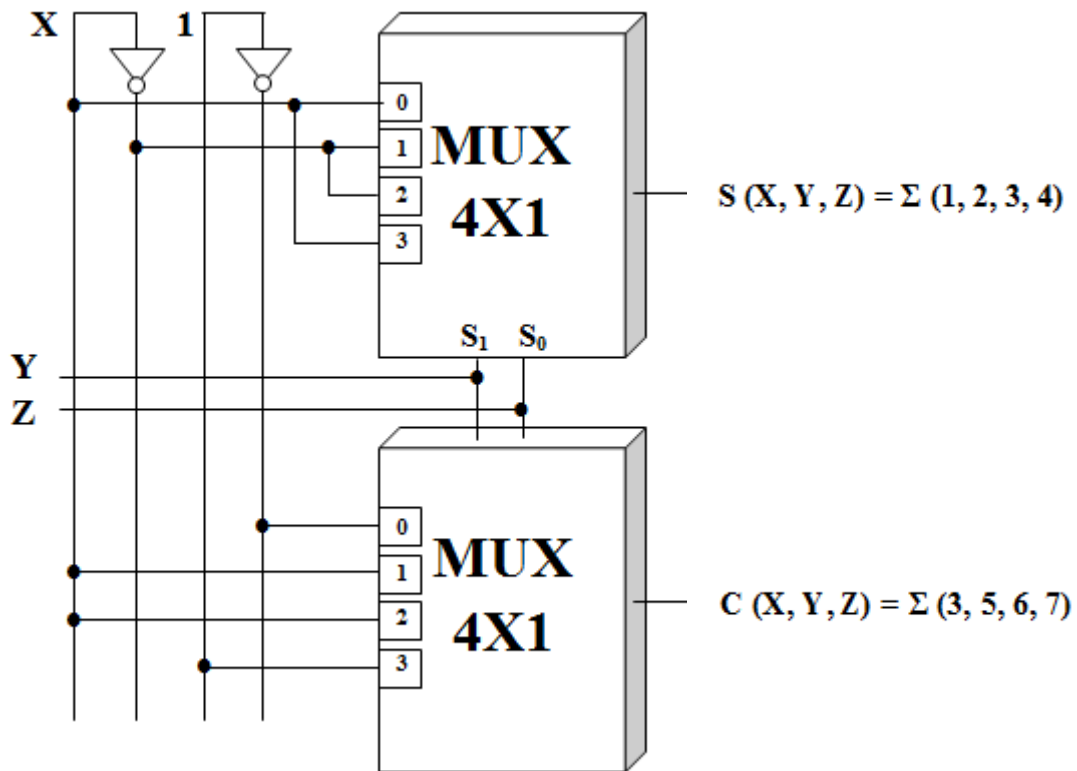 X
1
0
1
2
3
MUX
4X1
S (X, Y, Z) = Σ (1, 2, 3, 4)
S₁ S₀
Y
Z
0
1
2
3
MUX
4X1
C (X, Y, Z) = Σ (3, 5, 6, 7)